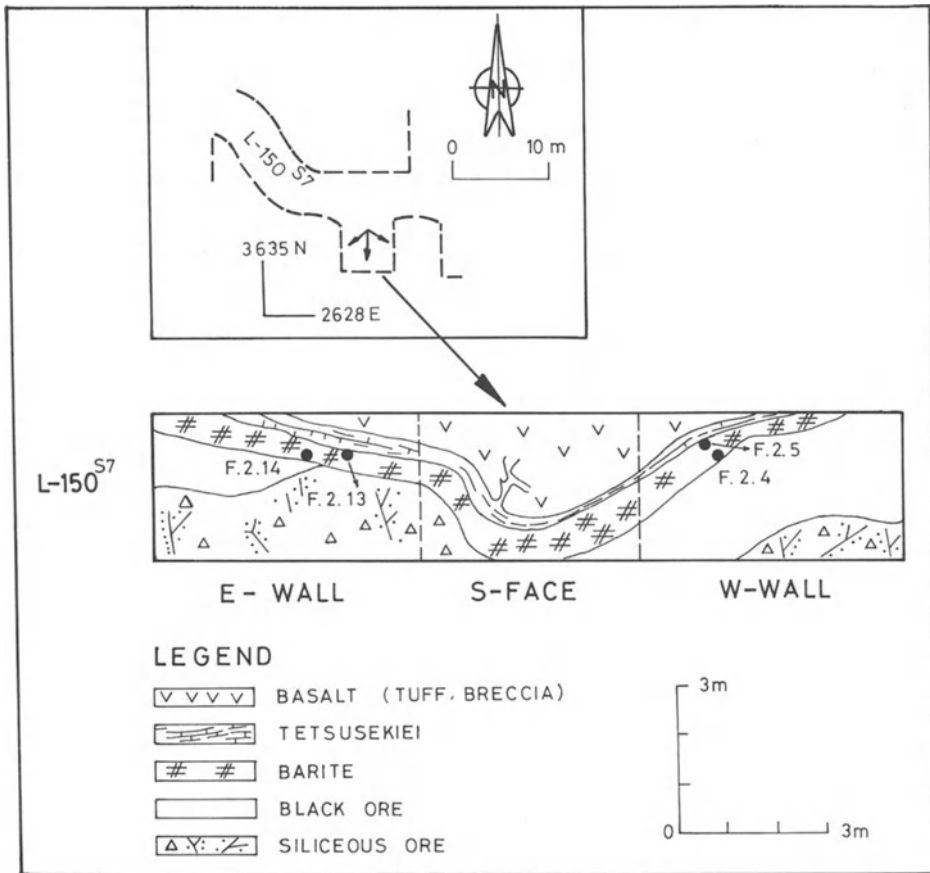 N
0 10 m
L-150 S7
3635 N
2628 E
L-150 S7
F.2.14
F.2.13
F.2.5
F.2.4
E - WALL S-FACE W-WALL
LEGEND
BASALT (TUFF. BRECCIA)
TETSUSEKIEI
BARITE
BLACK ORE
SILICEOUS ORE
3m
0 3m